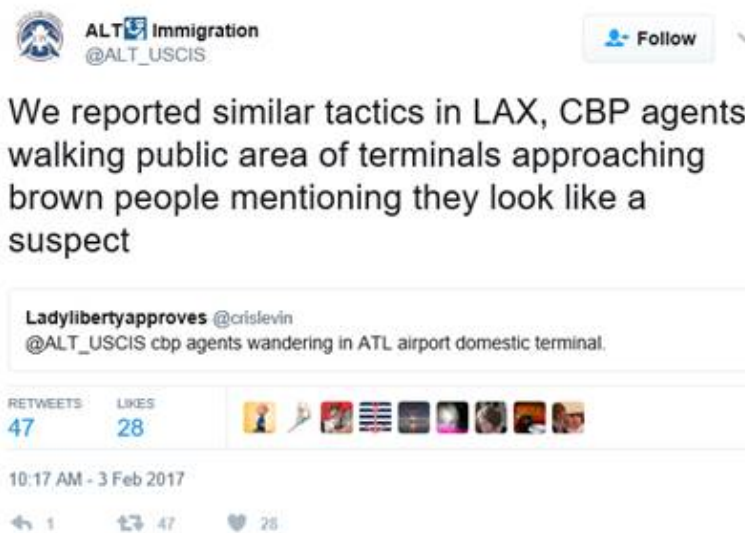 ALT Immigration
@ALT_USCIS
Follow
We reported similar tactics in LAX, CBP agents
walking public area of terminals approaching
brown people mentioning they look like a
suspect
Ladylibertyapproves @crislevin
@ALT_USCIS cbp agents wandering in ATL airport domestic terminal.
RETWEETS LIKES
47 28
10:17 AM - 3 Feb 2017
1 47 28